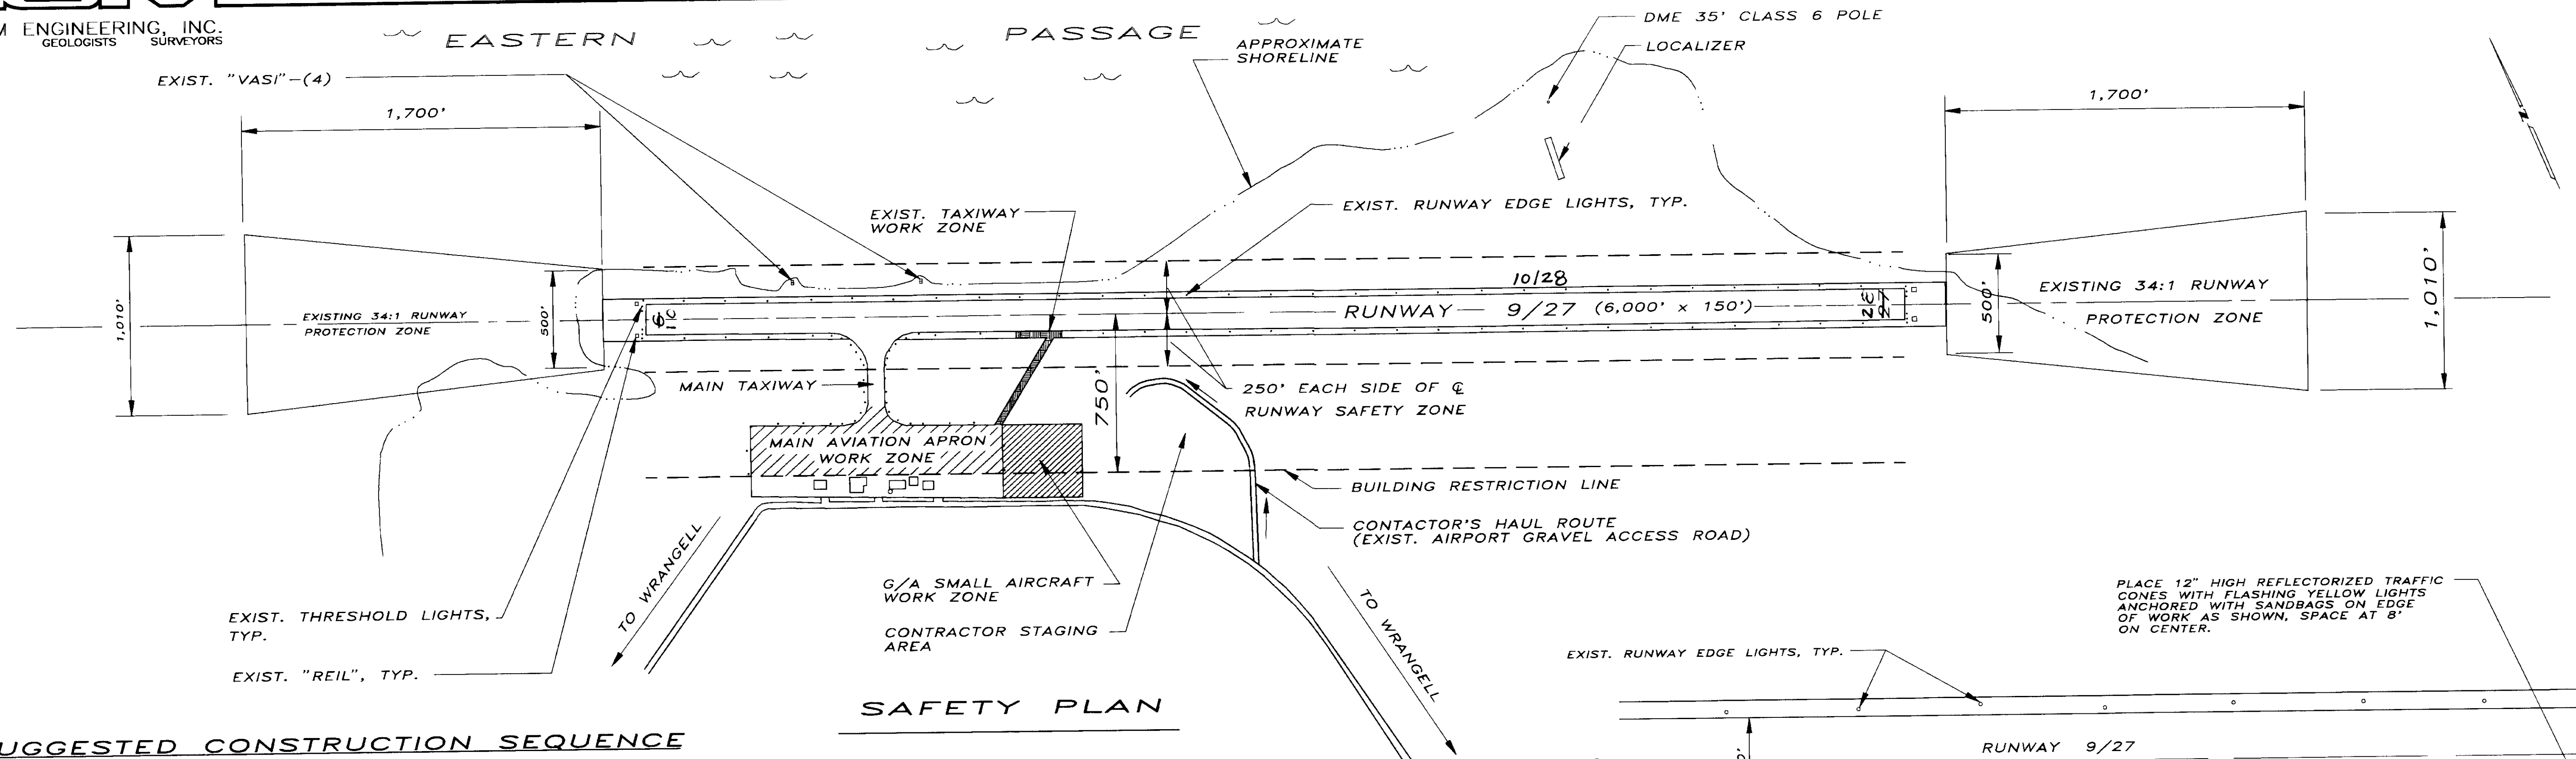 M ENGINEERING, INC.
GEOLOGISTS SURVEYORS
EASTERN PASSAGE
EXIST. "VASI"-(4)
APPROXIMATE
SHORELINE
DME 35' CLASS 6 POLE
LOCALIZER
1,700'
1,700'
EXIST. TAXIWAY
WORK ZONE
EXIST. RUNWAY EDGE LIGHTS, TYP.
1,010'
EXISTING 34:1 RUNWAY
PROTECTION ZONE
500'
10
10/28
RUNWAY 9/27 (6,000' x 150')
27
500'
EXISTING 34:1 RUNWAY
PROTECTION ZONE
1,010'
MAIN TAXIWAY
750'
250' EACH SIDE OF ℄
RUNWAY SAFETY ZONE
MAIN AVIATION APRON
WORK ZONE
BUILDING RESTRICTION LINE
CONTACTOR'S HAUL ROUTE
(EXIST. AIRPORT GRAVEL ACCESS ROAD)
TO WRANGELL
G/A SMALL AIRCRAFT
WORK ZONE
CONTRACTOR STAGING
AREA
TO WRANGELL
EXIST. THRESHOLD LIGHTS,
TYP.
EXIST. "REIL", TYP.
PLACE 12" HIGH REFLECTORIZED TRAFFIC
CONES WITH FLASHING YELLOW LIGHTS
ANCHORED WITH SANDBAGS ON EDGE
OF WORK AS SHOWN, SPACE AT 8'
ON CENTER.
EXIST. RUNWAY EDGE LIGHTS, TYP.
SAFETY PLAN
UGGESTED CONSTRUCTION SEQUENCE
RUNWAY 9/27